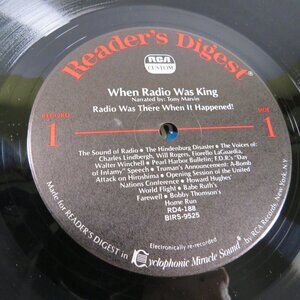 Reader's Digest®
RCA
CUSTOM
When Radio Was King
Narrated by: Tony Marvin
Radio Was There When It Happened!
RECORD
1
SIDE
1
The Sound of Radio • The Hindenburg Disaster • The Voices of:
Charles Lindbergh, Will Rogers, Fiorello LaGuardia,
Walter Winchell • Pearl Harbor Bulletin; F.D.R's "Day
of Infamy" Speech • Truman's Announcement: A-Bomb
Attack on Hiroshima • Opening Session of the United
Nations Conference • Howard Hughes
World Flight • Babe Ruth's
Farewell • Bobby Thomson's
Home Run
RD4-188
BIRS-9525
Electronically re-recorded
Made for READER'S DIGEST in Cyclophonic Miracle Sound® by RCA Records, New York, N.Y.